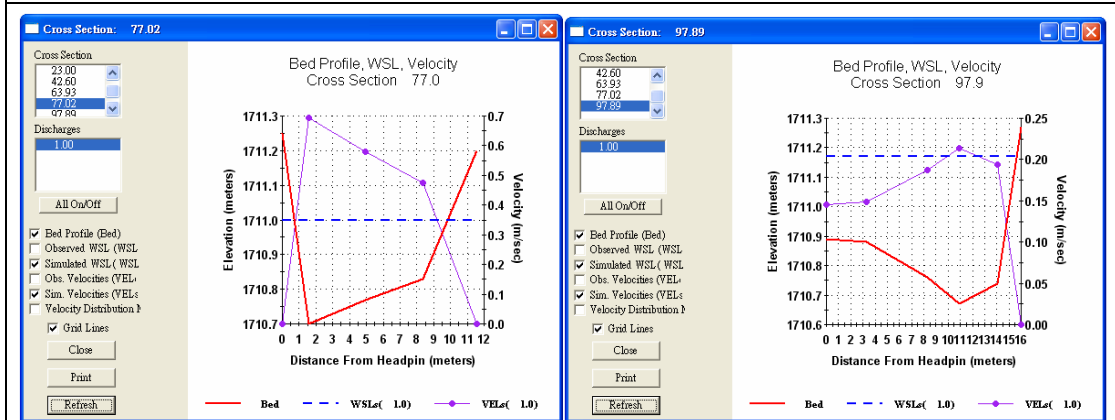 Cross Section: 77.02
Cross Section
23.00
42.60
63.93
77.02
97.89
Discharges
1.00
All On/Off
Bed Profile (Bed)
Observed WSL (WSL
Simulated WSL ( WSL
Obs. Velocities (VEL
Sim. Velocities (VELs
Velocity Distribution
Grid Lines
Close
Print
Refresh
Bed Profile, WSL, Velocity
Cross Section 77.0
1711.3
1711.2
1711.1
1711.0
1710.9
1710.8
1710.7
Elevation (meters)
0.7
0.6
0.5
0.4
0.3
0.2
0.1
0.0
Velocity (m/sec)
0 1 2 3 4 5 6 7 8 9 10 11 12
Distance From Headpin (meters)
Bed WSLs( 1.0) VELs( 1.0)
Cross Section: 97.89
Cross Section
42.60
63.93
77.02
97.89
Discharges
1.00
All On/Off
Bed Profile (Bed)
Observed WSL (WSL
Simulated WSL ( WSL
Obs. Velocities (VEL
Sim. Velocities (VELs
Velocity Distribution
Grid Lines
Close
Print
Refresh
Bed Profile, WSL, Velocity
Cross Section 97.9
1711.3
1711.2
1711.1
1711.0
1710.9
1710.8
1710.7
1710.6
Elevation (meters)
0.25
0.20
0.15
0.10
0.05
0.00
Velocity (m/sec)
0 1 2 3 4 5 6 7 8 9 10 11 12 13 14 15 16
Distance From Headpin (meters)
Bed WSLs( 1.0) VELs( 1.0)